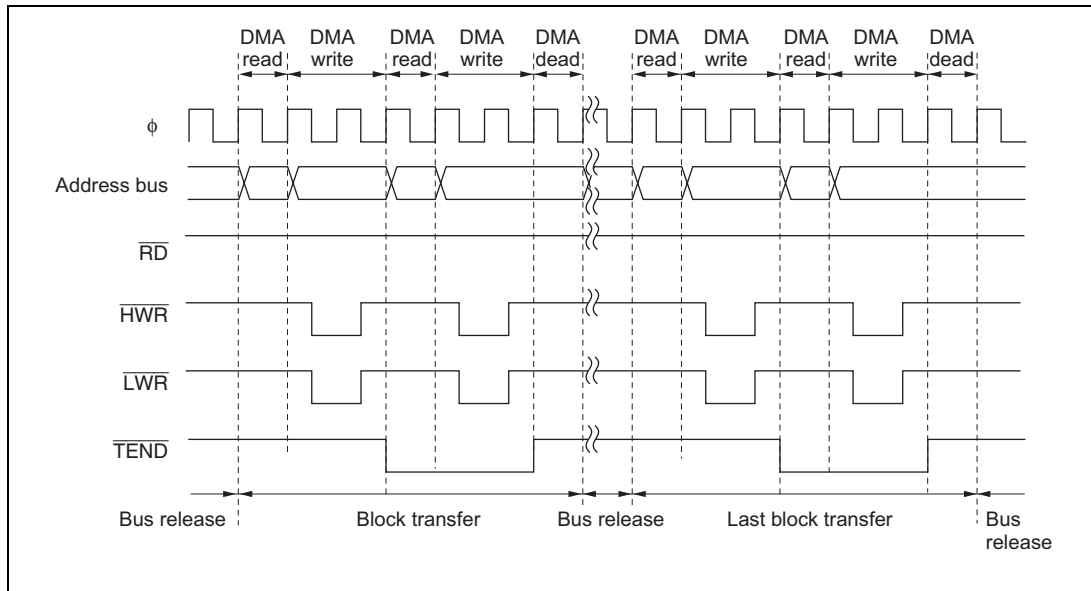 DMA DMA DMA DMA DMA DMA DMA DMA DMA DMA
read write read write dead read write read write dead
ϕ
Address bus
RD
HWR
LWR
TEND
Bus release Block transfer Bus release Last block transfer Bus
release